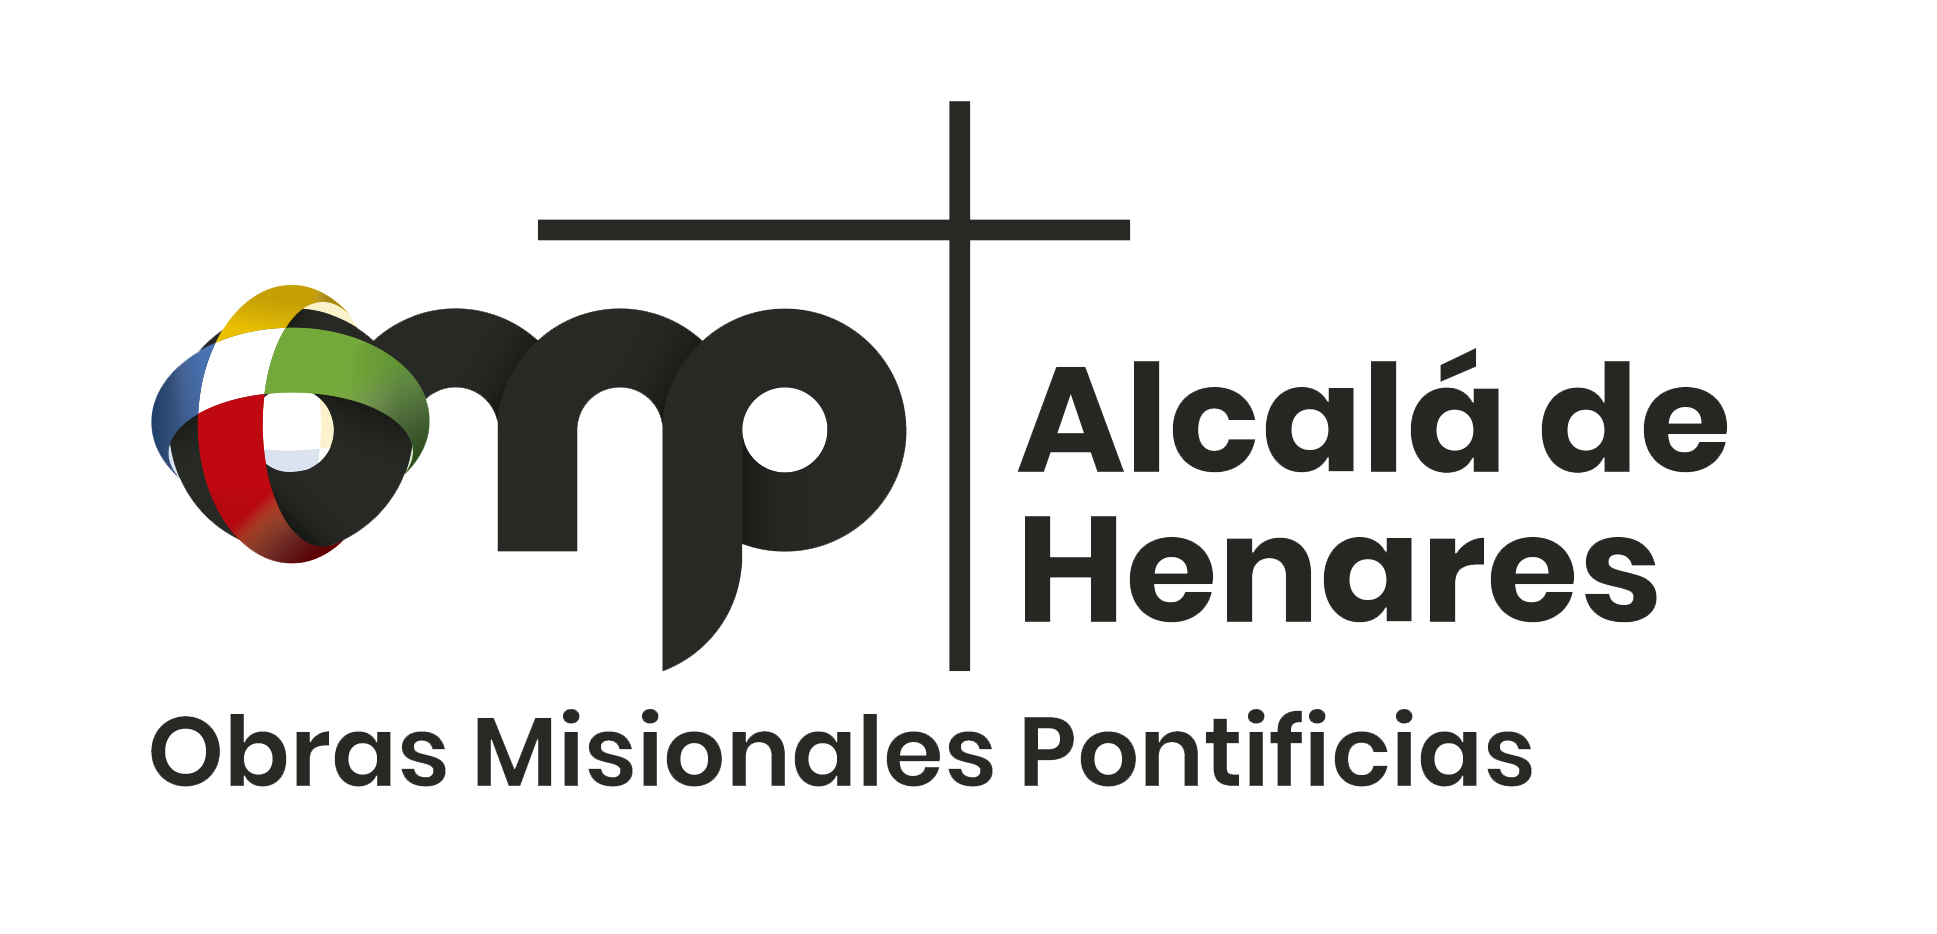 omp
Alcalá de
Henares
Obras Misionales Pontificias